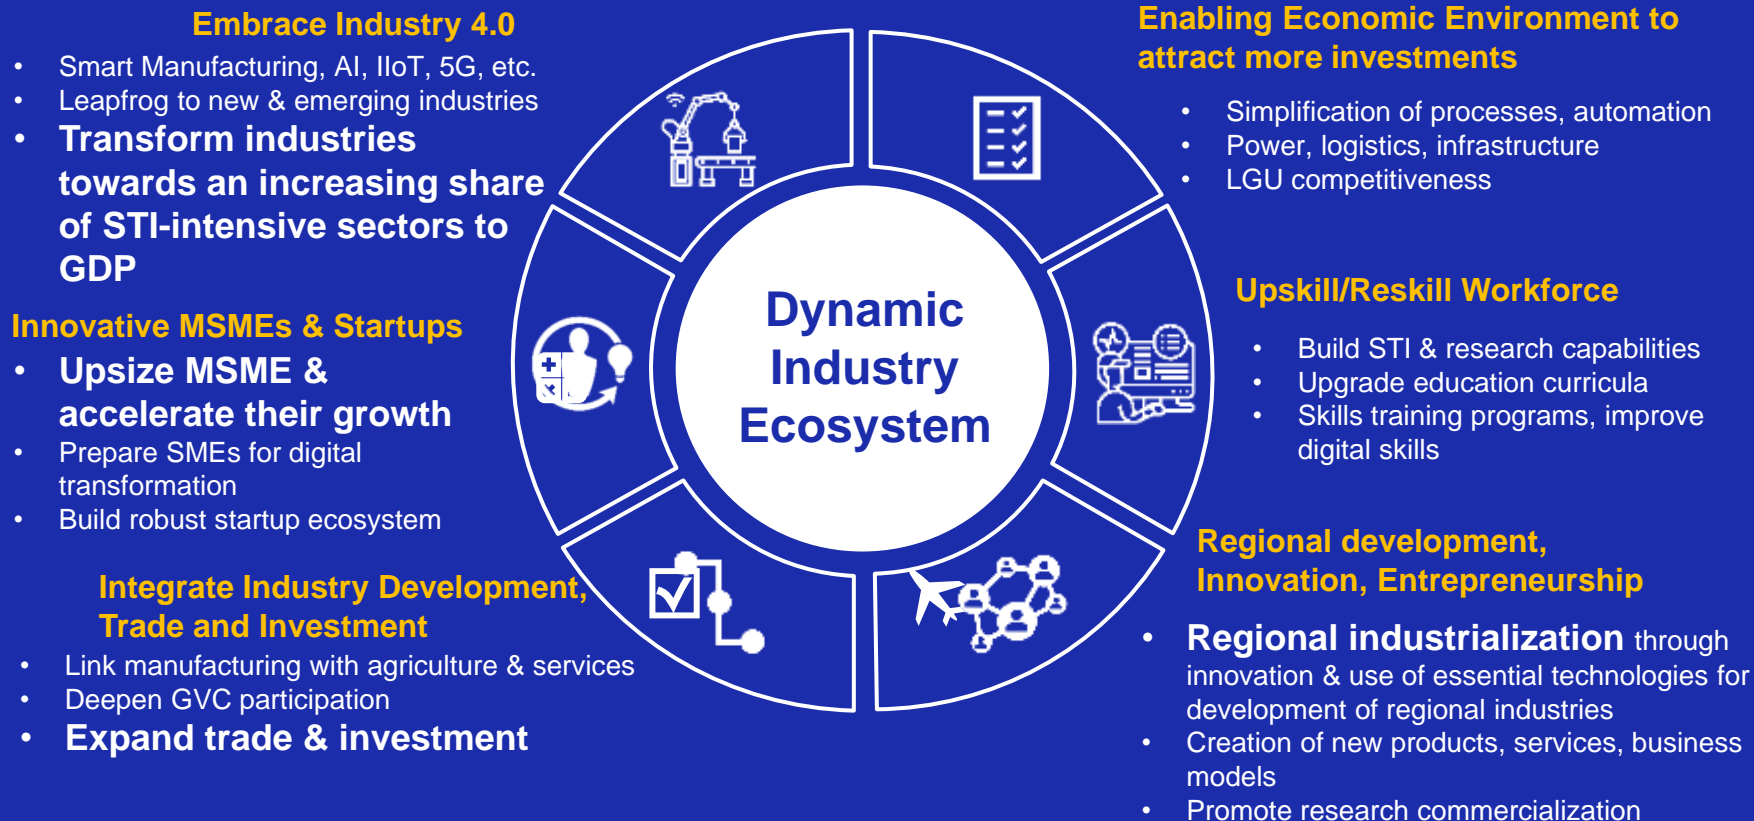 Embrace Industry 4.0
• Smart Manufacturing, AI, IIoT, 5G, etc.
• Leapfrog to new & emerging industries
• Transform industries
towards an increasing share
of STI-intensive sectors to
GDP
Innovative MSMEs & Startups
• Upsize MSME &
accelerate their growth
• Prepare SMEs for digital
transformation
• Build robust startup ecosystem
Integrate Industry Development,
Trade and Investment
• Link manufacturing with agriculture & services
• Deepen GVC participation
• Expand trade & investment
Dynamic
Industry
Ecosystem
Enabling Economic Environment to
attract more investments
• Simplification of processes, automation
• Power, logistics, infrastructure
• LGU competitiveness
Upskill/Reskill Workforce
• Build STI & research capabilities
• Upgrade education curricula
• Skills training programs, improve
digital skills
Regional development,
Innovation, Entrepreneurship
• Regional industrialization through
innovation & use of essential technologies for
development of regional industries
• Creation of new products, services, business
models
• Promote research commercialization